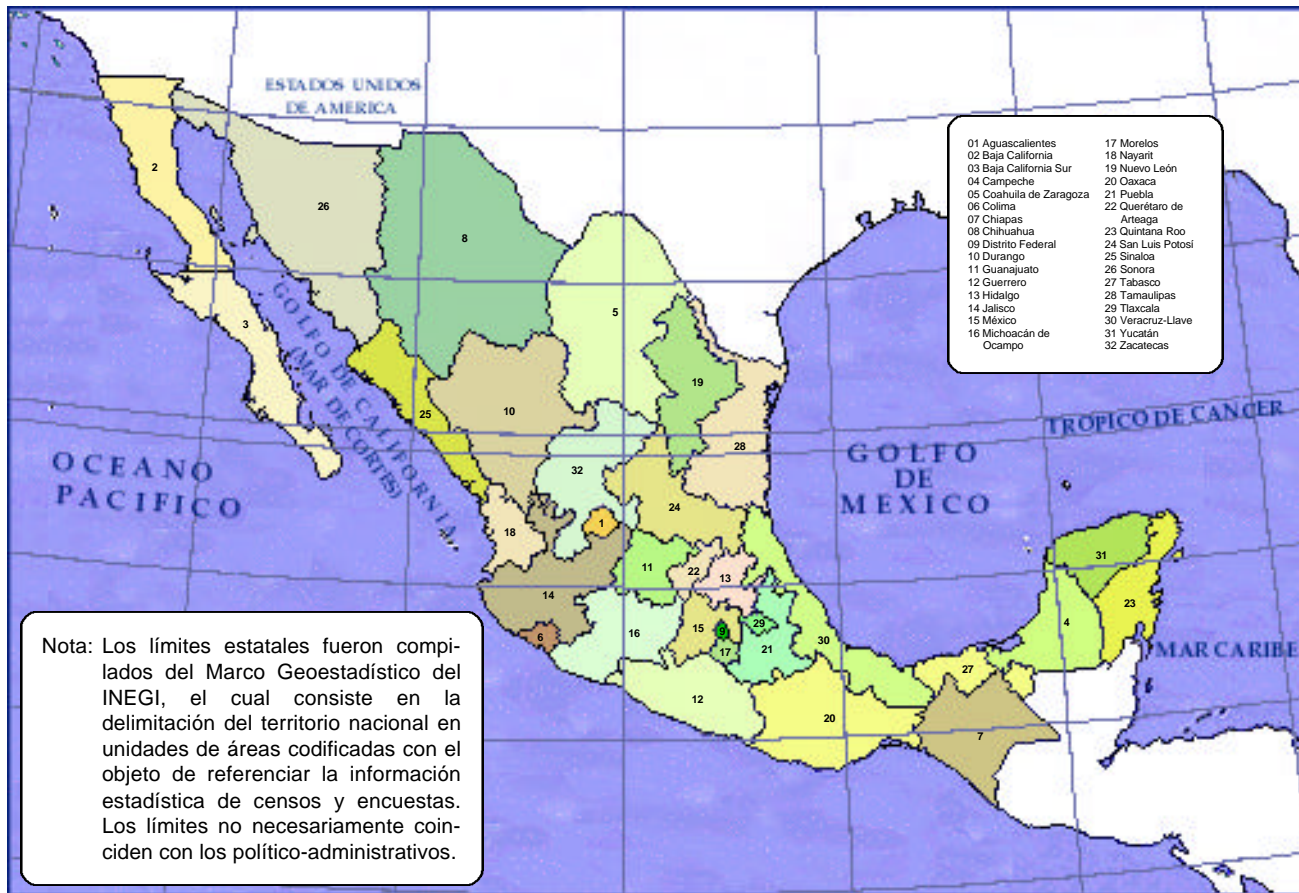 ESTADOS UNIDOS
DE AMERICA
01 Aguascalientes
02 Baja California
03 Baja California Sur
04 Campeche
05 Coahuila de Zaragoza
06 Colima
07 Chiapas
08 Chihuahua
09 Distrito Federal
10 Durango
11 Guanajuato
12 Guerrero
13 Hidalgo
14 Jalisco
15 México
16 Michoacán de
Ocampo
17 Morelos
18 Nayarit
19 Nuevo León
20 Oaxaca
21 Puebla
22 Querétaro de
Arteaga
23 Quintana Roo
24 San Luis Potosí
25 Sinaloa
26 Sonora
27 Tabasco
28 Tamaulipas
29 Tlaxcala
30 Veracruz-Llave
31 Yucatán
32 Zacatecas
2
26
8
3
5
19
GOLFO DE CALIFORNIA
(MAR DE CORTES)
25
10
28
TROPICO DE CANCER
OCEANO
PACIFICO
32
GOLFO
DE
MEXICO
24
18
1
31
11
22
13
14
23
4
15
9
29
6
16
17
21
30
MAR CARIBE
27
12
20
7
Nota: Los límites estatales fueron compi-
lados del Marco Geoestadístico del
INEGI, el cual consiste en la
delimitación del territorio nacional en
unidades de áreas codificadas con el
objeto de referenciar la información
estadística de censos y encuestas.
Los límites no necesariamente coin-
ciden con los político-administrativos.